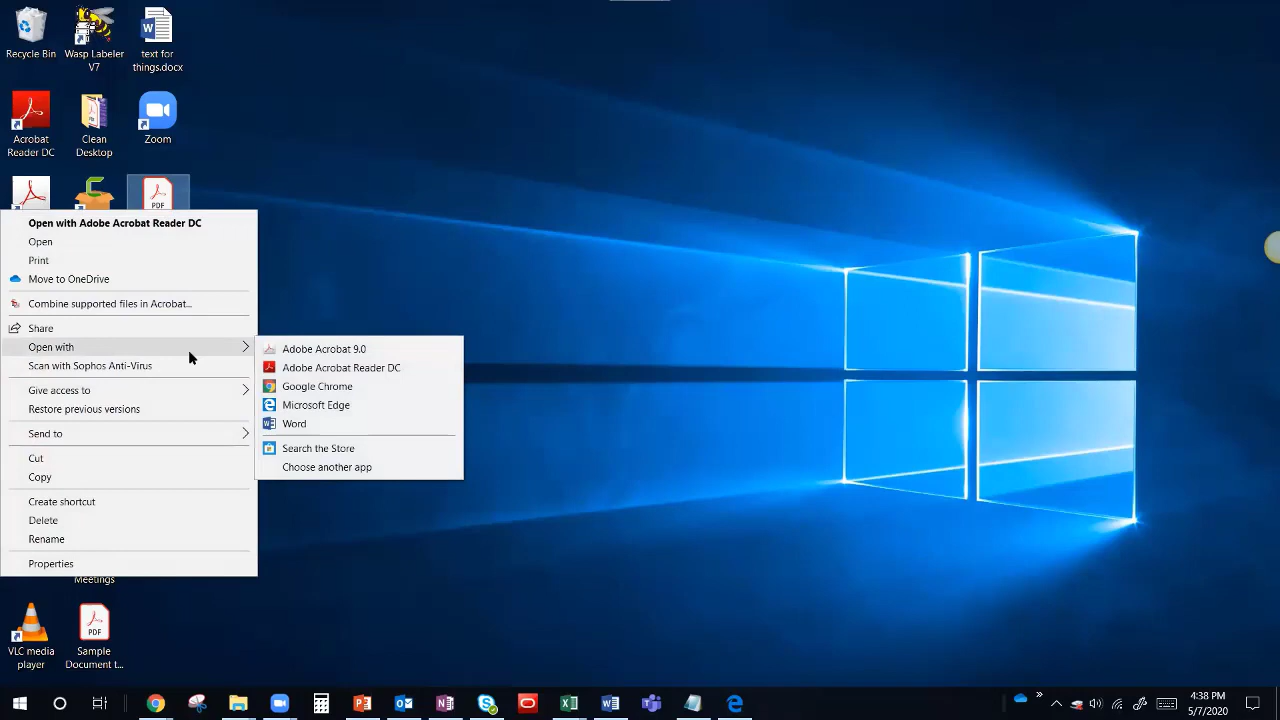 Recycle Bin
Wasp Labeler
V7
text for
things.docx
Acrobat
Reader DC
Clean
Desktop
Zoom
PDF
Open with Adobe Acrobat Reader DC
Open
Print
Move to OneDrive
Combine supported files in Acrobat...
Share
Open with
Scan with Sophos Anti-Virus
Give access to
Restore previous versions
Send to
Cut
Copy
Create shortcut
Delete
Rename
Properties
Adobe Acrobat 9.0
Adobe Acrobat Reader DC
Google Chrome
Microsoft Edge
Word
Search the Store
Choose another app
Meetings
VLC media
player
PDF
Sample
Document t...
4:38 PM
5/7/2020